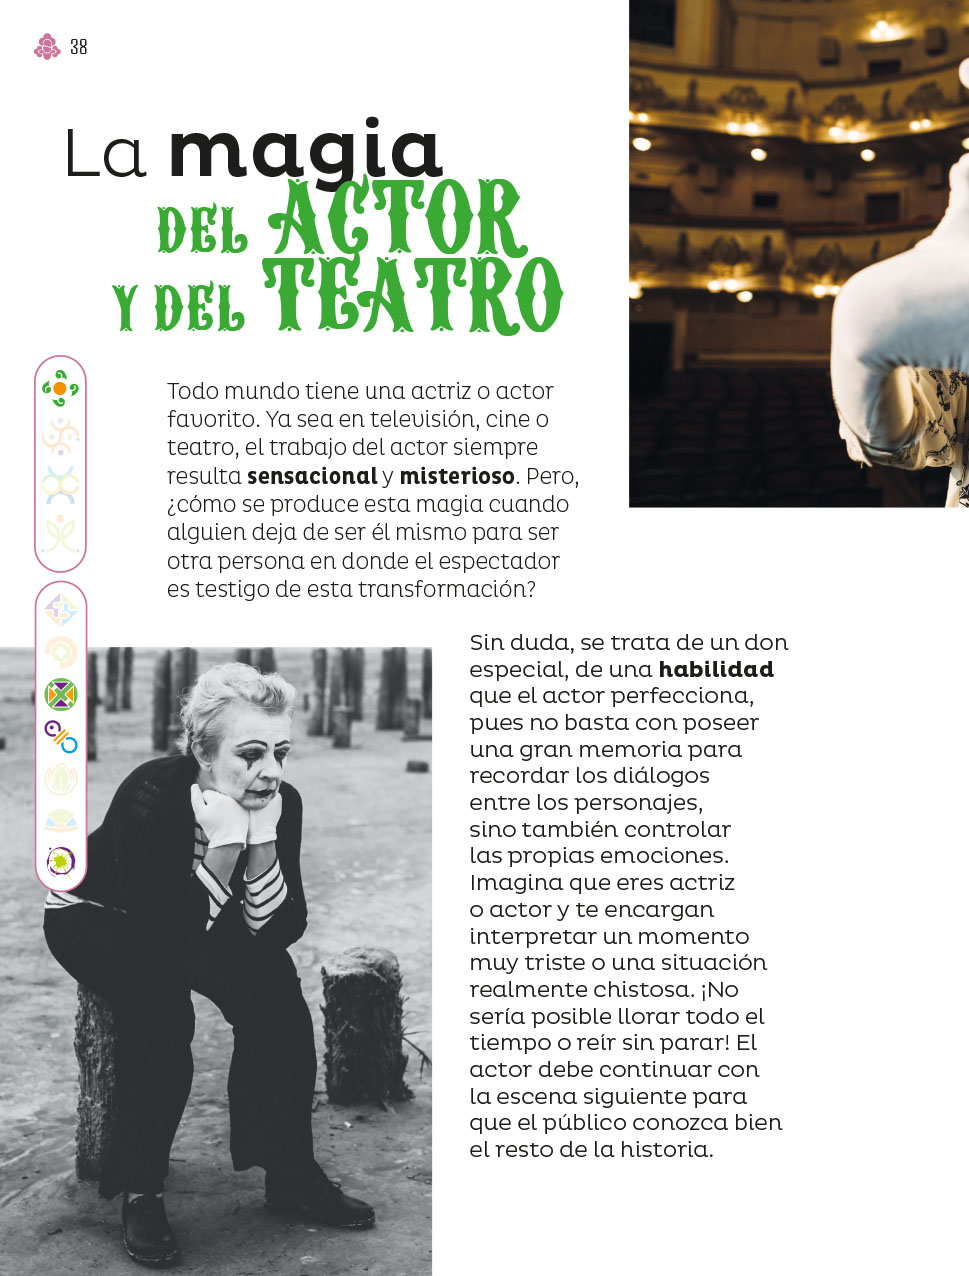 38
La magia
DEL ACTOR
Y DEL TEATRO
Todo mundo tiene una actriz o actor
favorito. Ya sea en televisión, cine o
teatro, el trabajo del actor siempre
resulta sensacional y misterioso. Pero,
¿cómo se produce esta magia cuando
alguien deja de ser él mismo para ser
otra persona en donde el espectador
es testigo de esta transformación?
Sin duda, se trata de un don
especial, de una habilidad
que el actor perfecciona,
pues no basta con poseer
una gran memoria para
recordar los diálogos
entre los personajes,
sino también controlar
las propias emociones.
Imagina que eres actriz
o actor y te encargan
interpretar un momento
muy triste o una situación
realmente chistosa. ¡No
sería posible llorar todo el
tiempo o reír sin parar! El
actor debe continuar con
la escena siguiente para
que el público conozca bien
el resto de la historia.